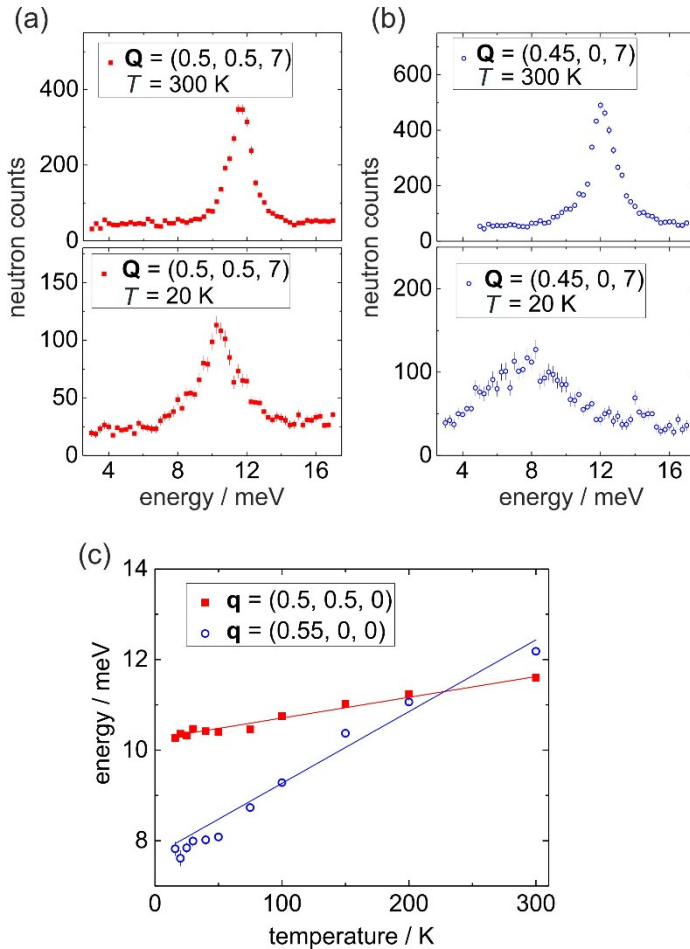 (a)
Q = (0.5, 0.5, 7)
T = 300 K
400
200
0
neutron counts
Q = (0.5, 0.5, 7)
T = 20 K
150
100
50
0
4 8 12 16
energy / meV
(b)
Q = (0.45, 0, 7)
T = 300 K
600
400
200
0
neutron counts
Q = (0.45, 0, 7)
T = 20 K
200
100
0
4 8 12 16
energy / meV
(c)
q = (0.5, 0.5, 0)
q = (0.55, 0, 0)
14
12
10
8
energy / meV
0 100 200 300
temperature / K